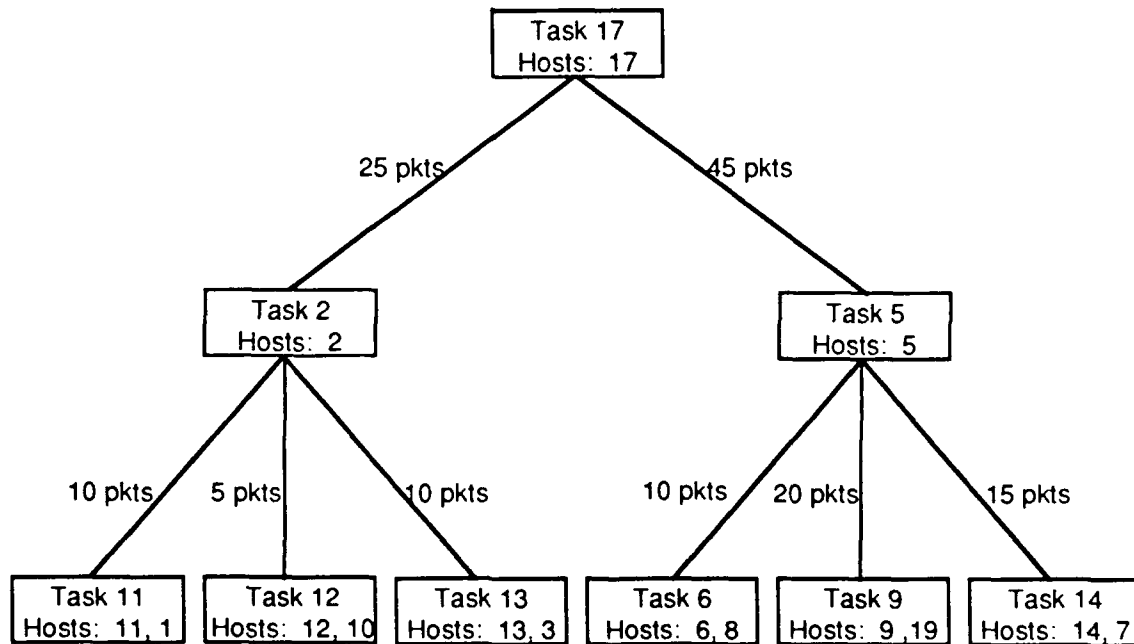 Task 17
Hosts: 17
25 pkts
45 pkts
Task 2
Hosts: 2
Task 5
Hosts: 5
10 pkts
5 pkts
10 pkts
10 pkts
20 pkts
15 pkts
Task 11
Hosts: 11, 1
Task 12
Hosts: 12, 10
Task 13
Hosts: 13, 3
Task 6
Hosts: 6, 8
Task 9
Hosts: 9 ,19
Task 14
Hosts: 14, 7